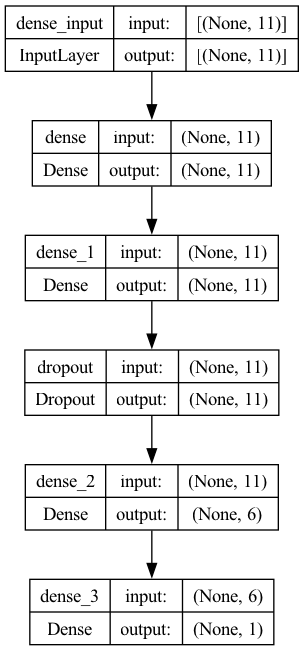 dense_input input: [(None, 11)]
InputLayer output: [(None, 11)]
dense input: (None, 11)
Dense output: (None, 11)
dense_1 input: (None, 11)
Dense output: (None, 11)
dropout input: (None, 11)
Dropout output: (None, 11)
dense_2 input: (None, 11)
Dense output: (None, 6)
dense_3 input: (None, 6)
Dense output: (None, 1)